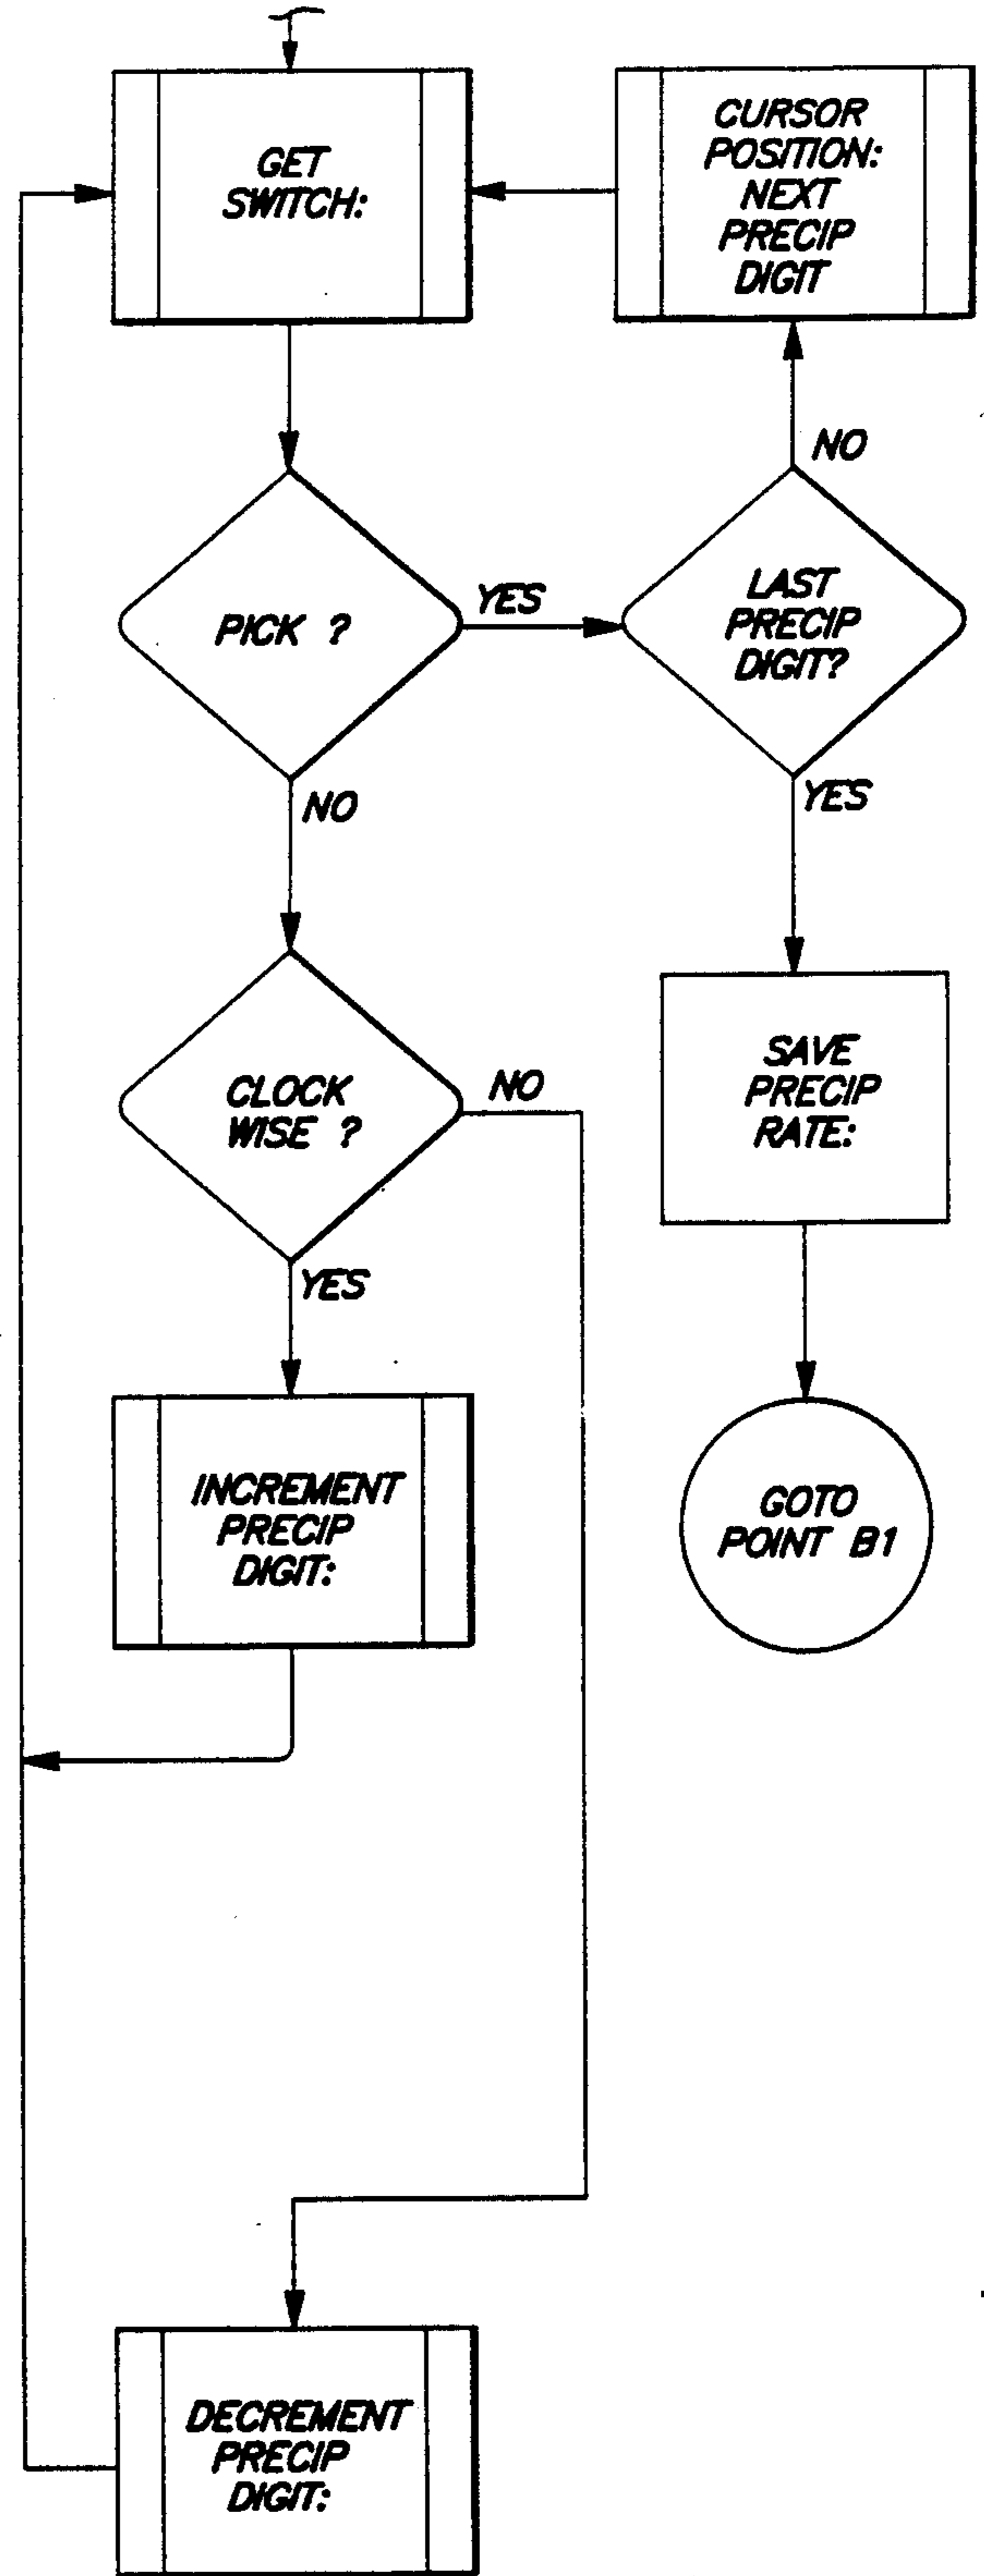 GET
SWITCH:
CURSOR
POSITION:
NEXT
PRECIP
DIGIT
NO
PICK ?
YES
LAST
PRECIP
DIGIT?
NO
YES
CLOCK
WISE ?
NO
SAVE
PRECIP
RATE:
YES
INCREMENT
PRECIP
DIGIT:
GOTO
POINT B1
DECREMENT
PRECIP
DIGIT: